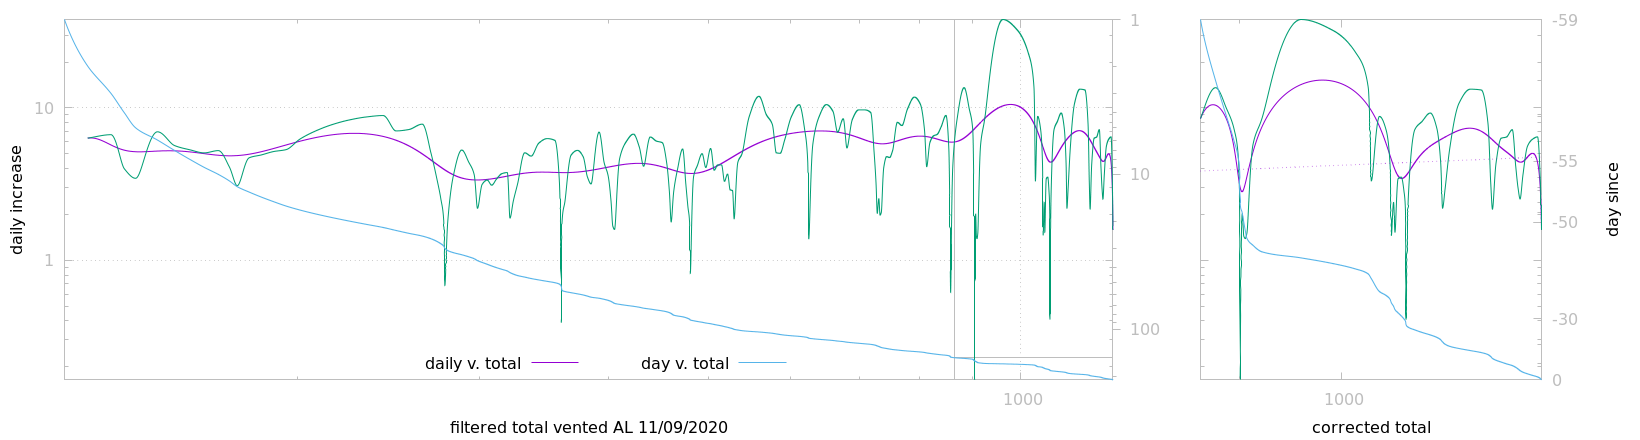 daily increase
10
1
1
10
100
1000
daily v. total
day v. total
filtered total vented AL 11/09/2020
-59
-55
-50
-30
0
day since
1000
corrected total